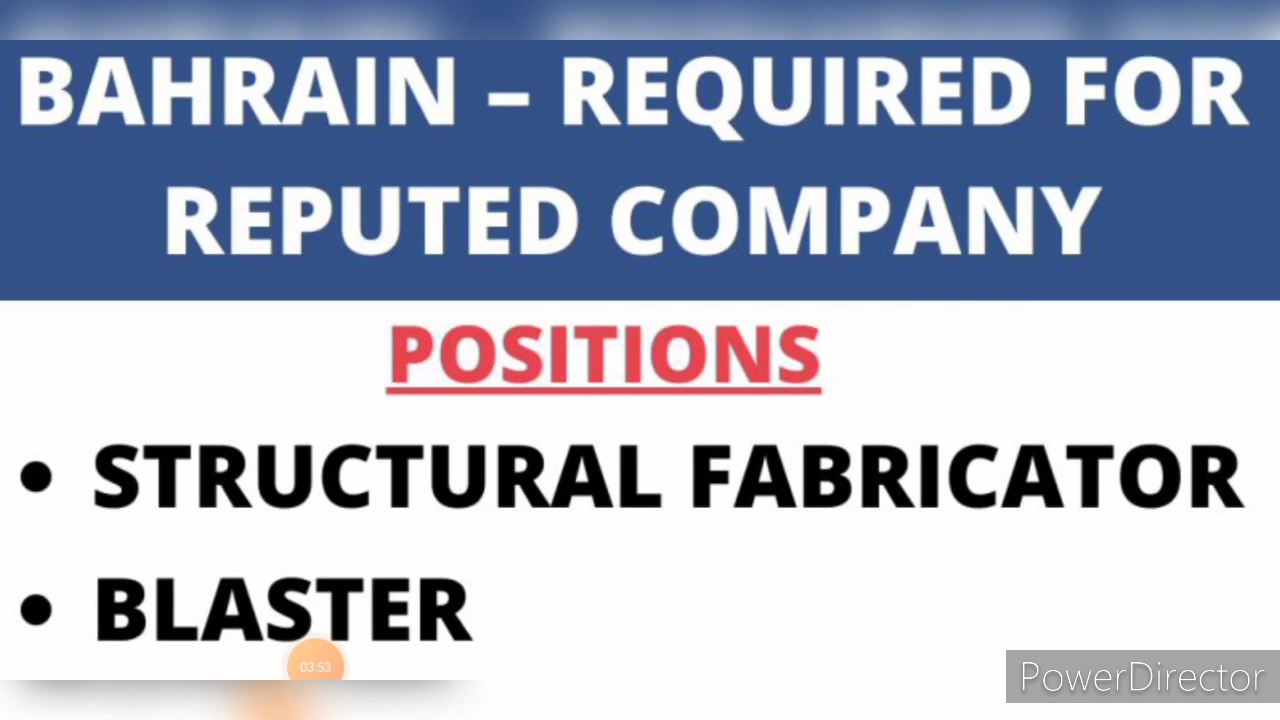 BAHRAIN – REQUIRED FOR
REPUTED COMPANY
POSITIONS
• STRUCTURAL FABRICATOR
• BLASTER
03:53
PowerDirector